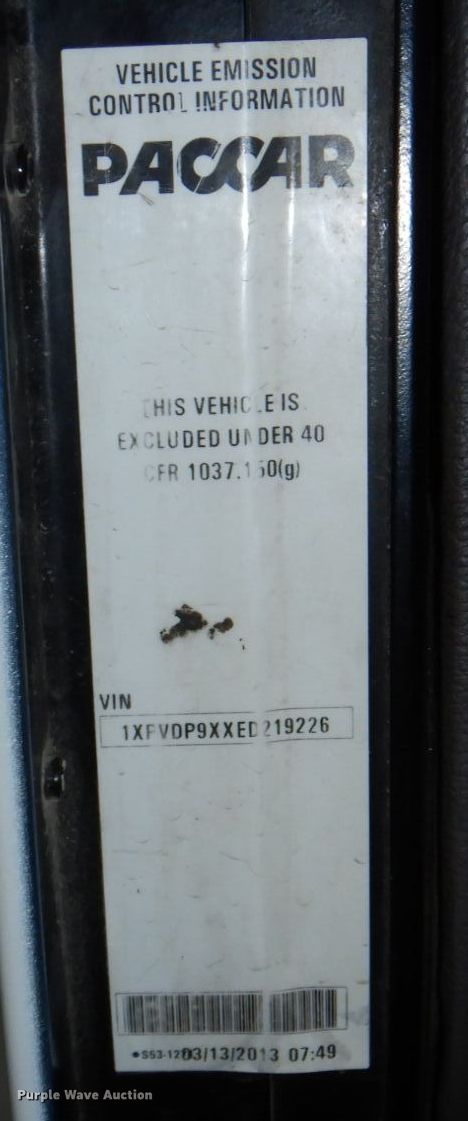 VEHICLE EMISSION
CONTROL INFORMATION
PACCAR
THIS VEHICLE IS
EXCLUDED UNDER 40
CFR 1037.150(g)
VIN
03/13/2013 07:49
Purple Wave Auction